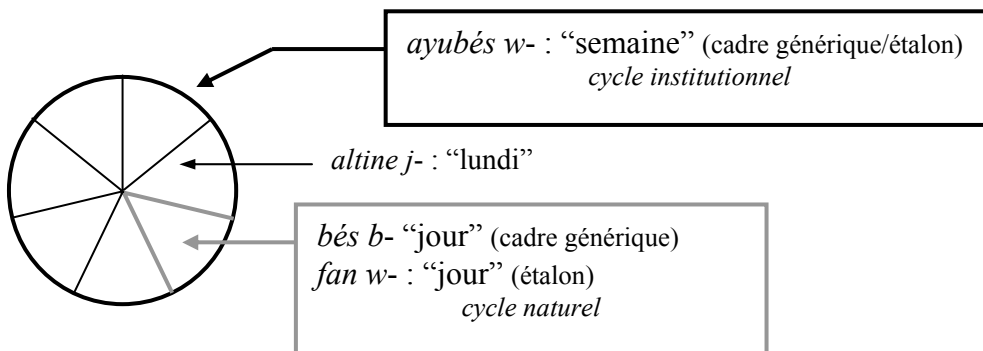 ayubés w- : “semaine” (cadre générique/étalon)
cycle institutionnel
altine j- : “lundi”
bés b- “jour” (cadre générique)
fan w- : “jour” (étalon)
cycle naturel